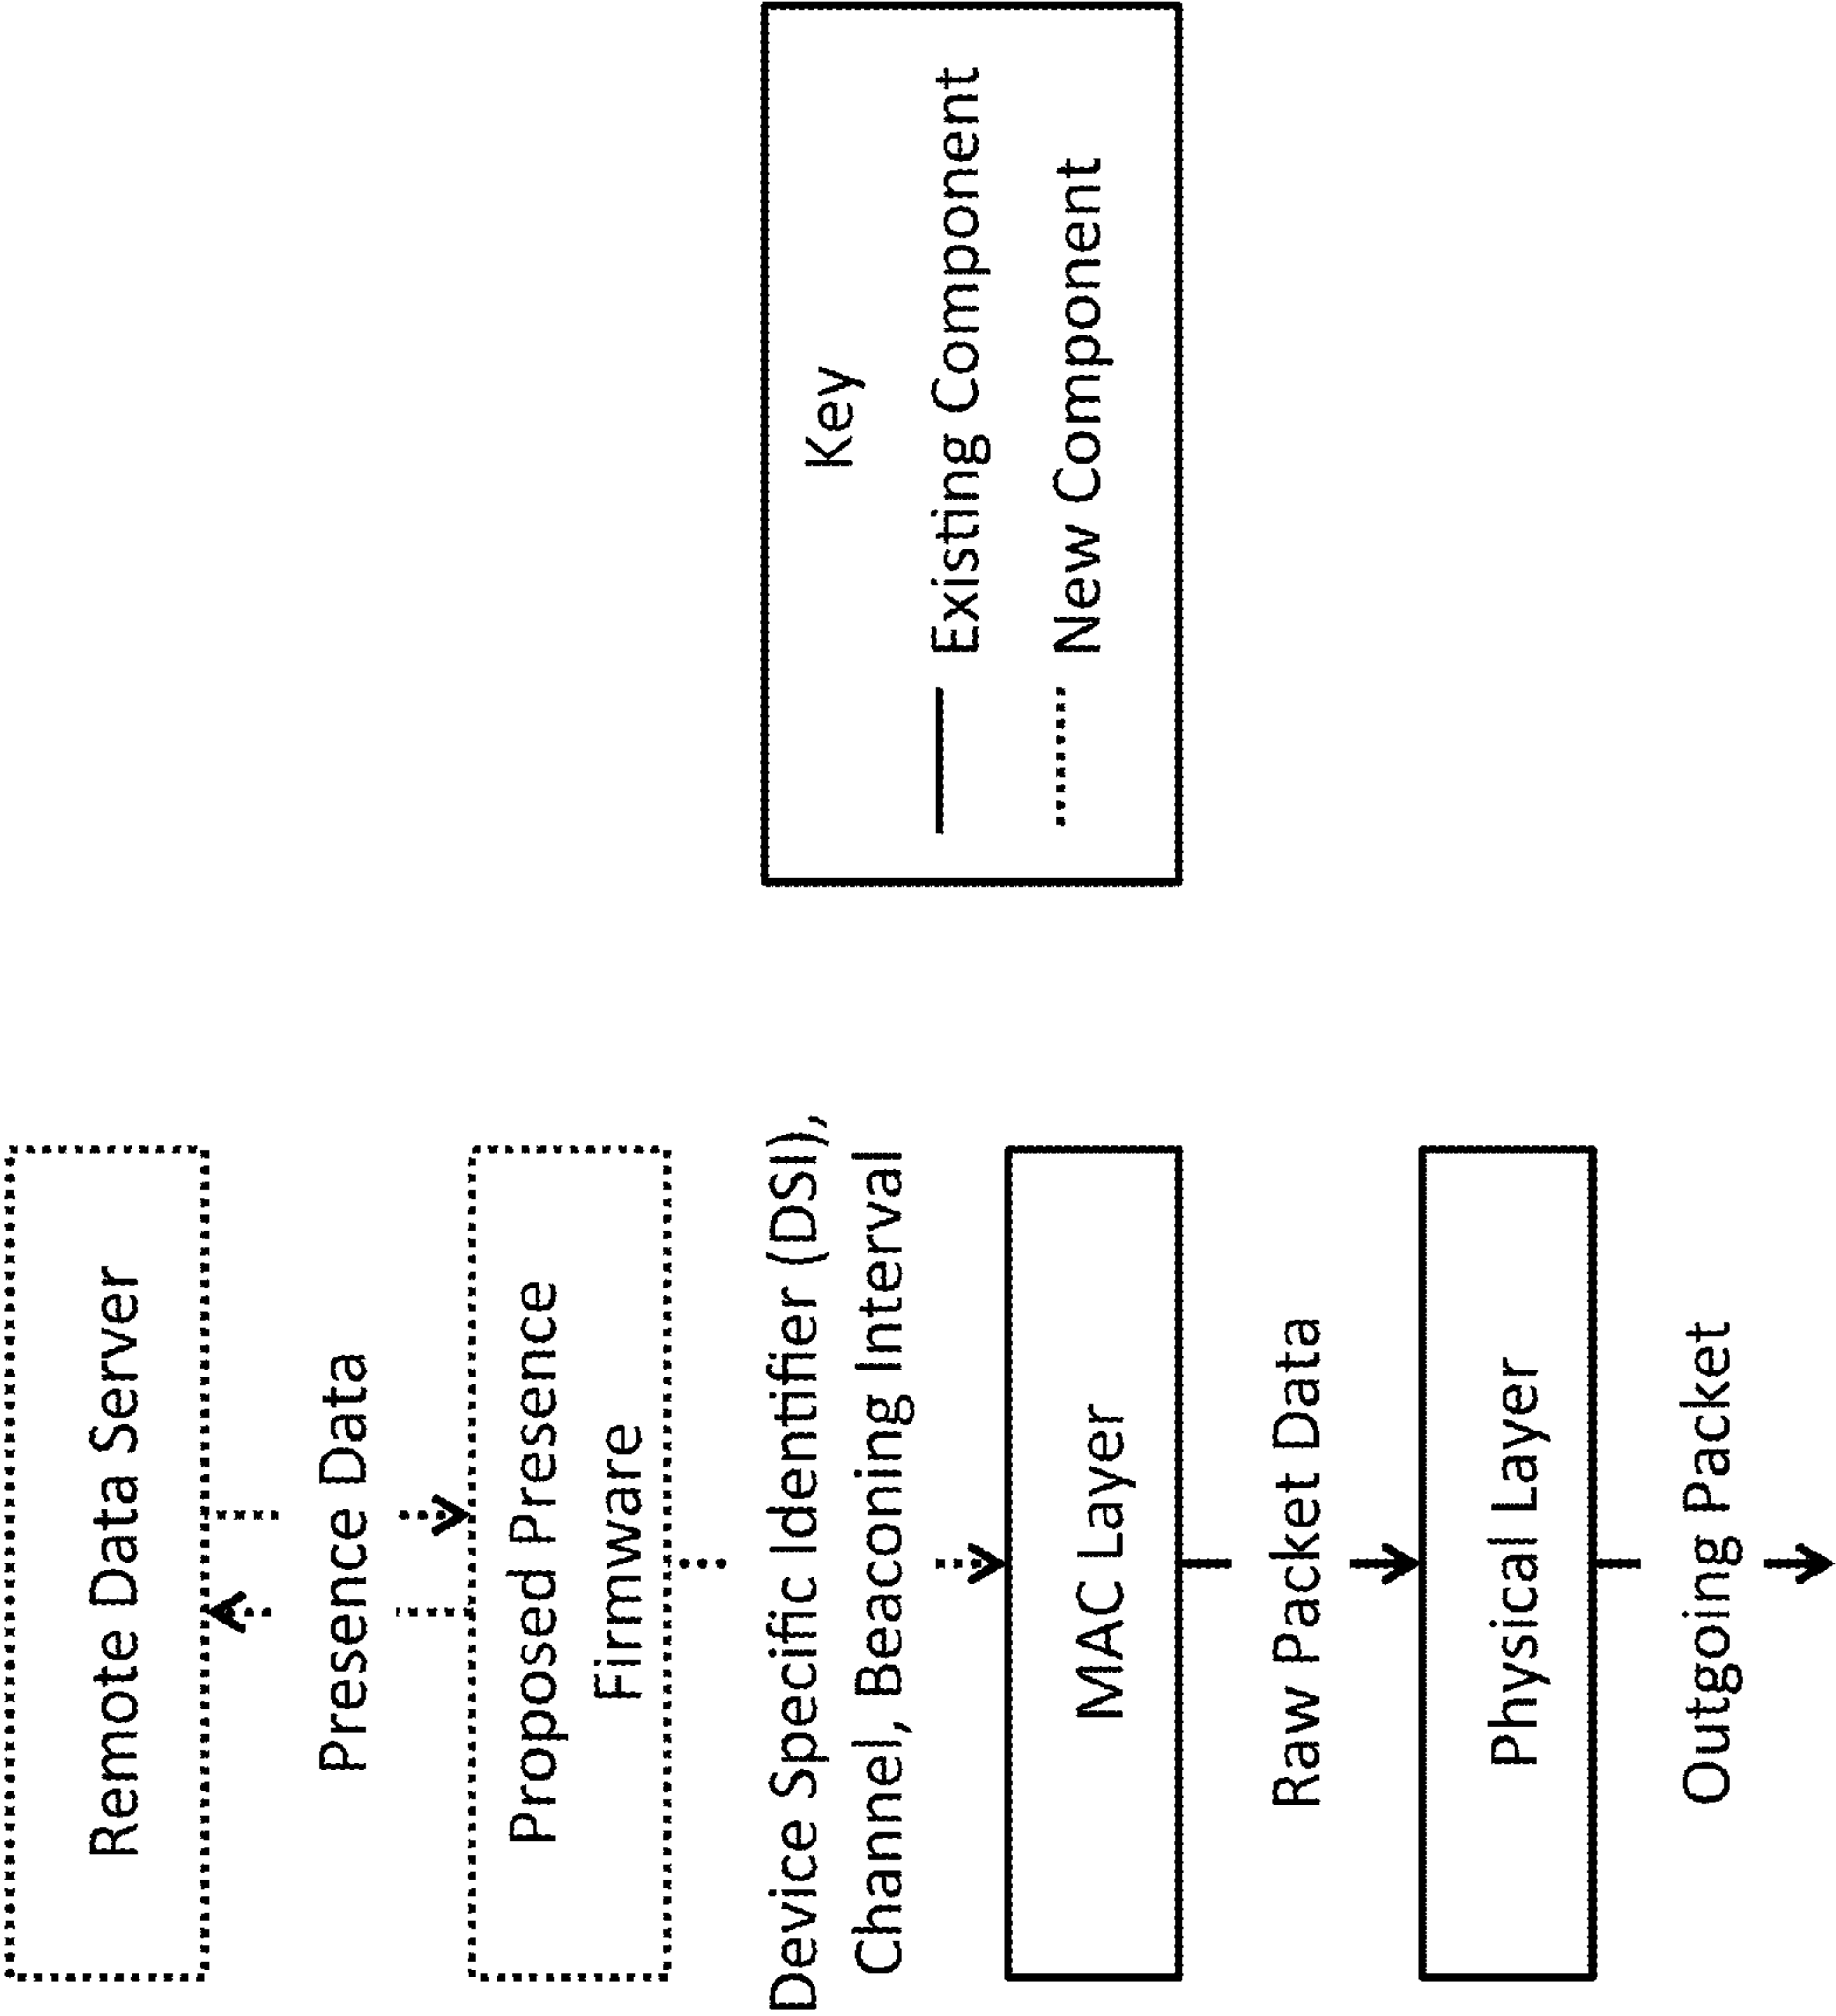 Remote Data Server
Presence Data
Proposed Presence
Firmware
Device Specific Identifier (DSI),
Channel, Beaconing Interval
MAC Layer
Raw Packet Data
Physical Layer
Outgoing Packet
Key
Existing Component
New Component